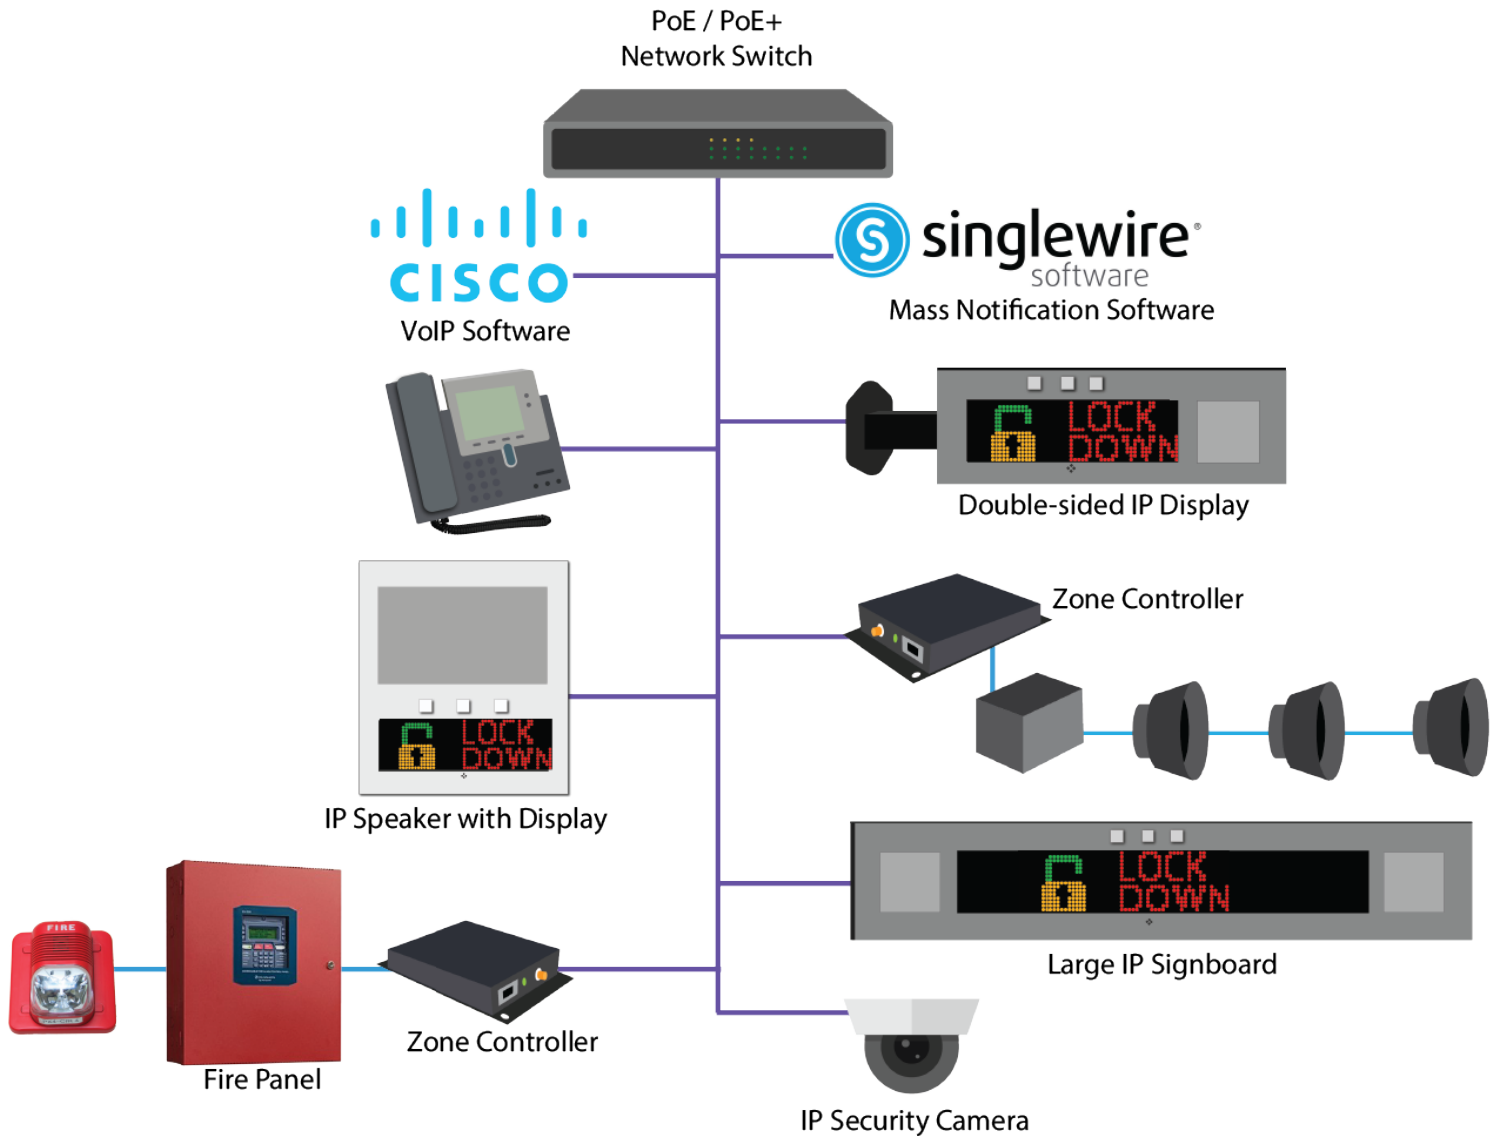 PoE / PoE+
Network Switch
CISCO
VoIP Software
singlewire®
software
Mass Notification Software
LOCK
DOWN
Double-sided IP Display
Zone Controller
LOCK
DOWN
IP Speaker with Display
LOCK
DOWN
Large IP Signboard
FIRE
Zone Controller
Fire Panel
IP Security Camera